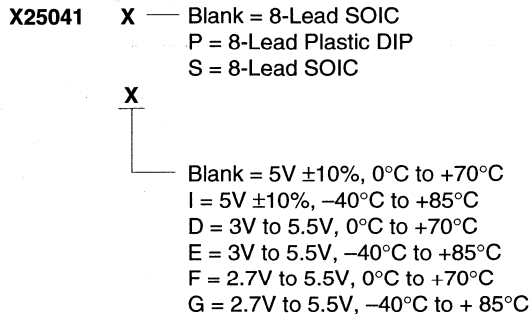 X25041 X Blank = 8-Lead SOIC
P = 8-Lead Plastic DIP
S = 8-Lead SOIC
X
Blank = 5V ±10%, 0°C to +70°C
I = 5V ±10%, –40°C to +85°C
D = 3V to 5.5V, 0°C to +70°C
E = 3V to 5.5V, –40°C to +85°C
F = 2.7V to 5.5V, 0°C to +70°C
G = 2.7V to 5.5V, –40°C to + 85°C